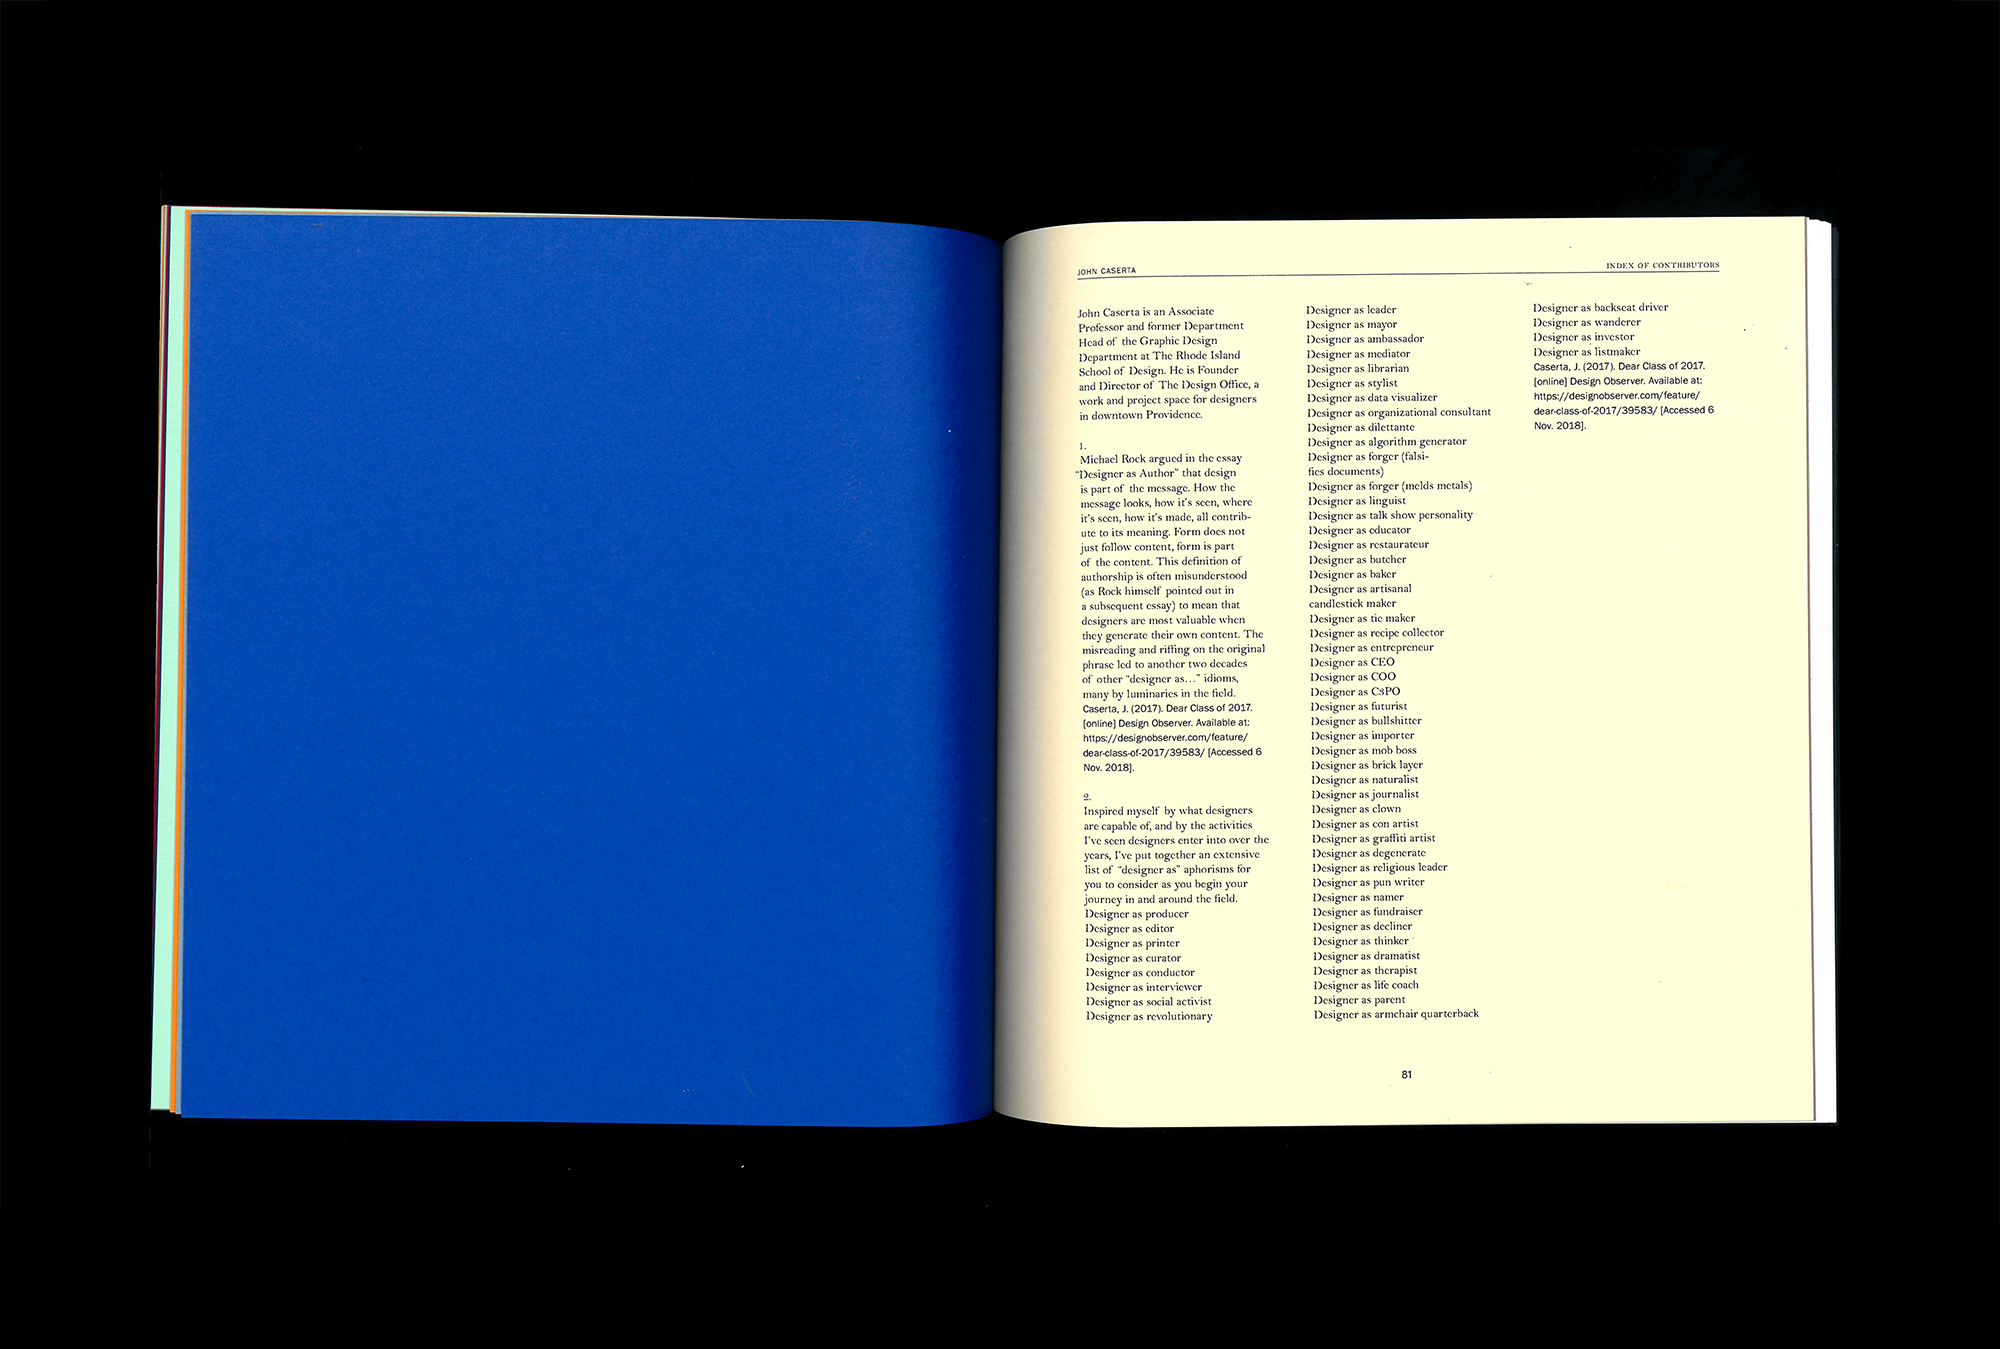 JOHN CASERTA
INDEX OF CONTRIBUTORS
John Caserta is an Associate
Professor and former Department
Head of the Graphic Design
Department at The Rhode Island
School of Design. He is Founder
and Director of The Design Office, a
work and project space for designers
in downtown Providence.
1.
Michael Rock argued in the essay
“Designer as Author” that design
is part of the message. How the
message looks, how it’s seen, where
it’s seen, how it’s made, all contrib-
ute to its meaning. Form does not
just follow content, form is part
of the content. This definition of
authorship is often misunderstood
(as Rock himself pointed out in
a subsequent essay) to mean that
designers are most valuable when
they generate their own content. The
misreading and riffing on the original
phrase led to another two decades
of other “designer as…” idioms,
many by luminaries in the field.
Caserta, J. (2017). Dear Class of 2017.
[online] Design Observer. Available at:
https://designobserver.com/feature/
dear-class-of-2017/39583/ [Accessed 6
Nov. 2018].
2.
Inspired myself by what designers
are capable of, and by the activities
I’ve seen designers enter into over the
years, I’ve put together an extensive
list of “designer as” aphorisms for
you to consider as you begin your
journey in and around the field.
Designer as producer
Designer as editor
Designer as printer
Designer as curator
Designer as conductor
Designer as interviewer
Designer as social activist
Designer as revolutionary
Designer as leader
Designer as mayor
Designer as ambassador
Designer as mediator
Designer as librarian
Designer as stylist
Designer as data visualizer
Designer as organizational consultant
Designer as dilettante
Designer as algorithm generator
Designer as forger (falsi-
fies documents)
Designer as forger (melds metals)
Designer as linguist
Designer as talk show personality
Designer as educator
Designer as restaurateur
Designer as butcher
Designer as baker
Designer as artisanal
candlestick maker
Designer as tie maker
Designer as recipe collector
Designer as entrepreneur
Designer as CEO
Designer as COO
Designer as C3PO
Designer as futurist
Designer as bullshitter
Designer as importer
Designer as mob boss
Designer as brick layer
Designer as naturalist
Designer as journalist
Designer as clown
Designer as con artist
Designer as graffiti artist
Designer as degenerate
Designer as religious leader
Designer as pun writer
Designer as namer
Designer as fundraiser
Designer as decliner
Designer as thinker
Designer as dramatist
Designer as therapist
Designer as life coach
Designer as parent
Designer as armchair quarterback
Designer as backseat driver
Designer as wanderer
Designer as investor
Designer as listmaker
Caserta, J. (2017). Dear Class of 2017.
[online] Design Observer. Available at:
https://designobserver.com/feature/
dear-class-of-2017/39583/ [Accessed 6
Nov. 2018].
81